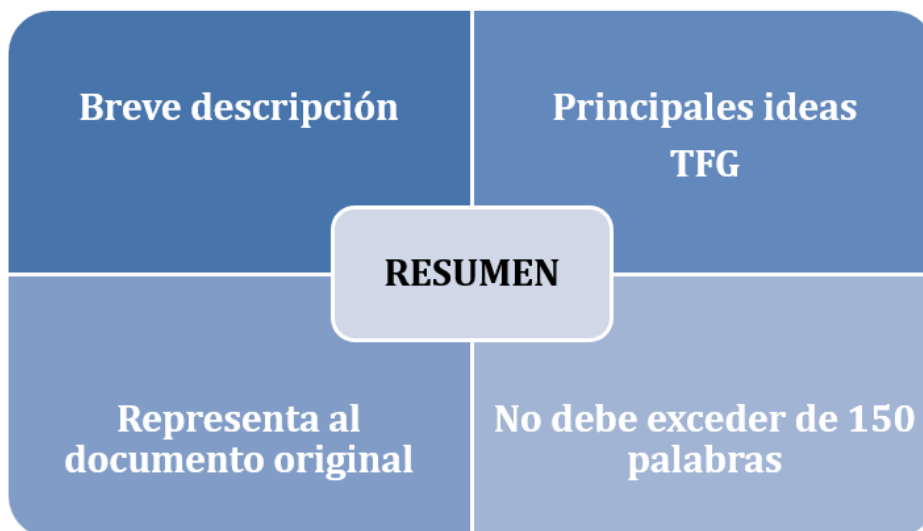 Breve descripción
Principales ideas
TFG
RESUMEN
Representa al
documento original
No debe exceder de 150
palabras